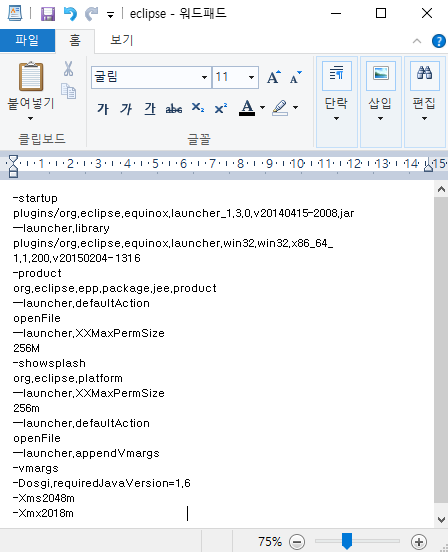 eclipse - 워드패드
파일
홈
보기
붙여넣기
클립보드
굴림
11
가 가 가 abc X₂ X² A
글꼴
단락
삽입
편집
1 2 3 4 5 6 7 8 9 10 11 12 13 14 15
-startup
plugins/org.eclipse.equinox.launcher_1.3.0.v20140415-2008.jar
--launcher.library
plugins/org.eclipse.equinox.launcher.win32.win32.x86_64_
1.1.200.v20150204-1316
-product
org.eclipse.epp.package.jee.product
--launcher.defaultAction
openFile
--launcher.XXMaxPermSize
256M
-showsplash
org.eclipse.platform
--launcher.XXMaxPermSize
256m
--launcher.defaultAction
openFile
--launcher.appendVmargs
-vmargs
-Dosgi.requiredJavaVersion=1.6
-Xms2048m
-Xmx2018m
75%